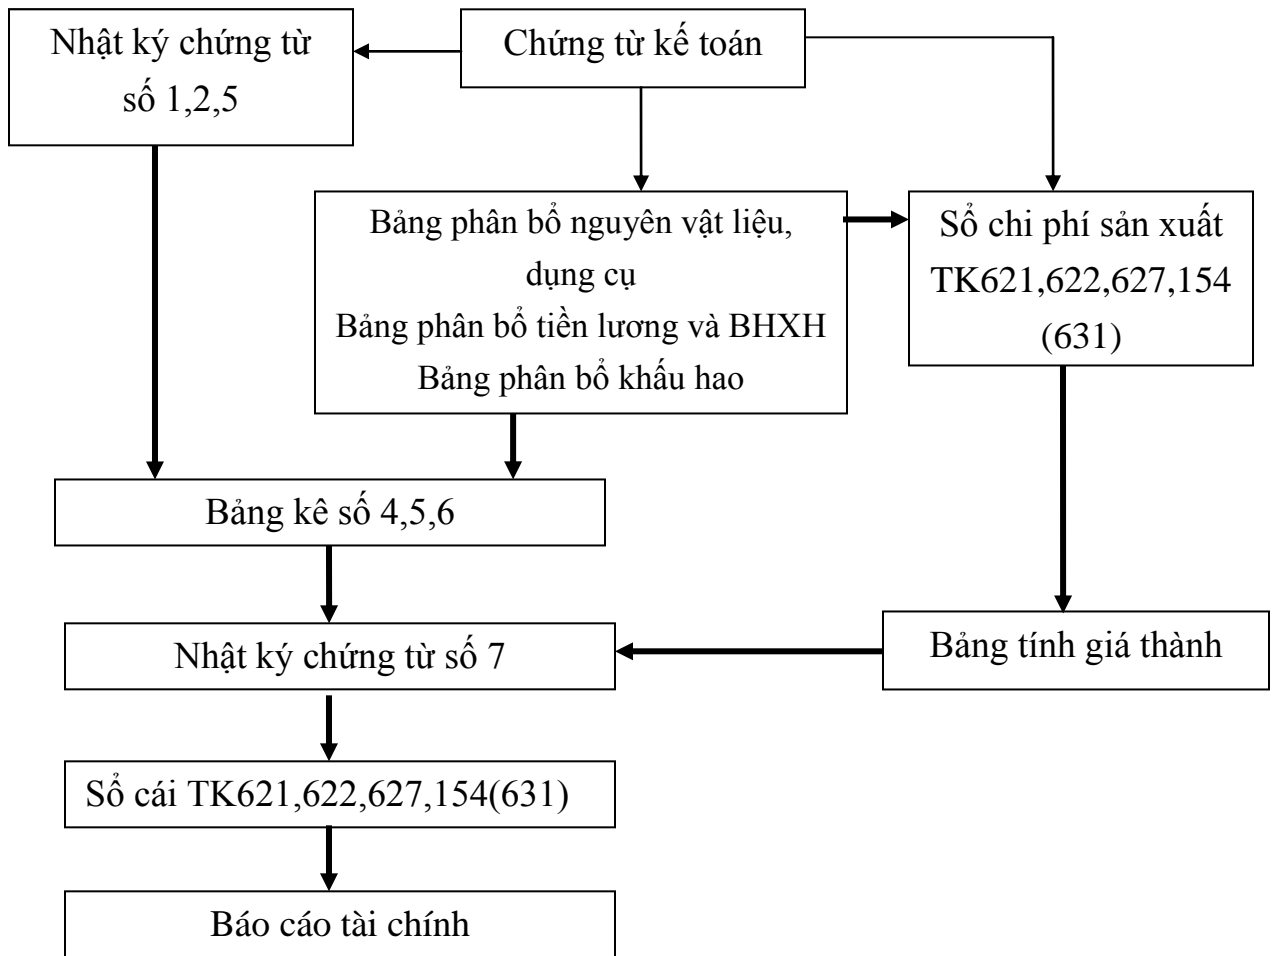 Nhật ký chứng từ
số 1,2,5
Chứng từ kế toán
Bảng phân bổ nguyên vật liệu,
dụng cụ
Bảng phân bổ tiền lương và BHXH
Bảng phân bổ khấu hao
Sổ chi phí sản xuất
TK621,622,627,154
(631)
Bảng kê số 4,5,6
Nhật ký chứng từ số 7
Bảng tính giá thành
Sổ cái TK621,622,627,154(631)
Báo cáo tài chính